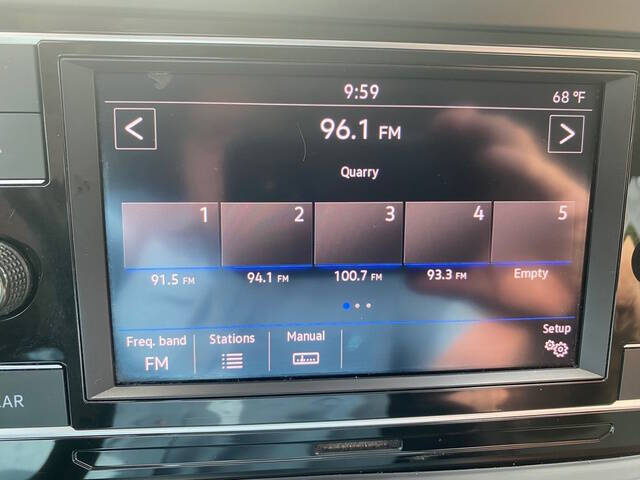 9:59
68 °F
96.1 FM
Quarry
1 2 3 4 5
91.5 FM 94.1 FM 100.7 FM 93.3 FM Empty
Freq. band Stations Manual Setup
FM